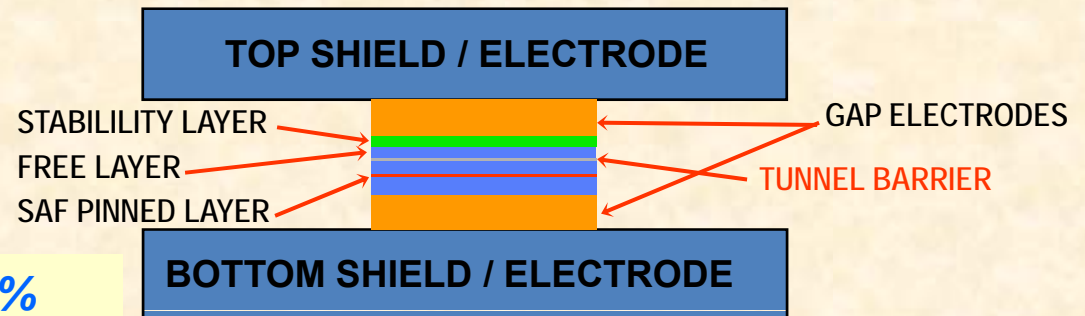 TOP SHIELD / ELECTRODE
STABILILITY LAYER
GAP ELECTRODES
FREE LAYER
TUNNEL BARRIER
SAF PINNED LAYER
BOTTOM SHIELD / ELECTRODE
%